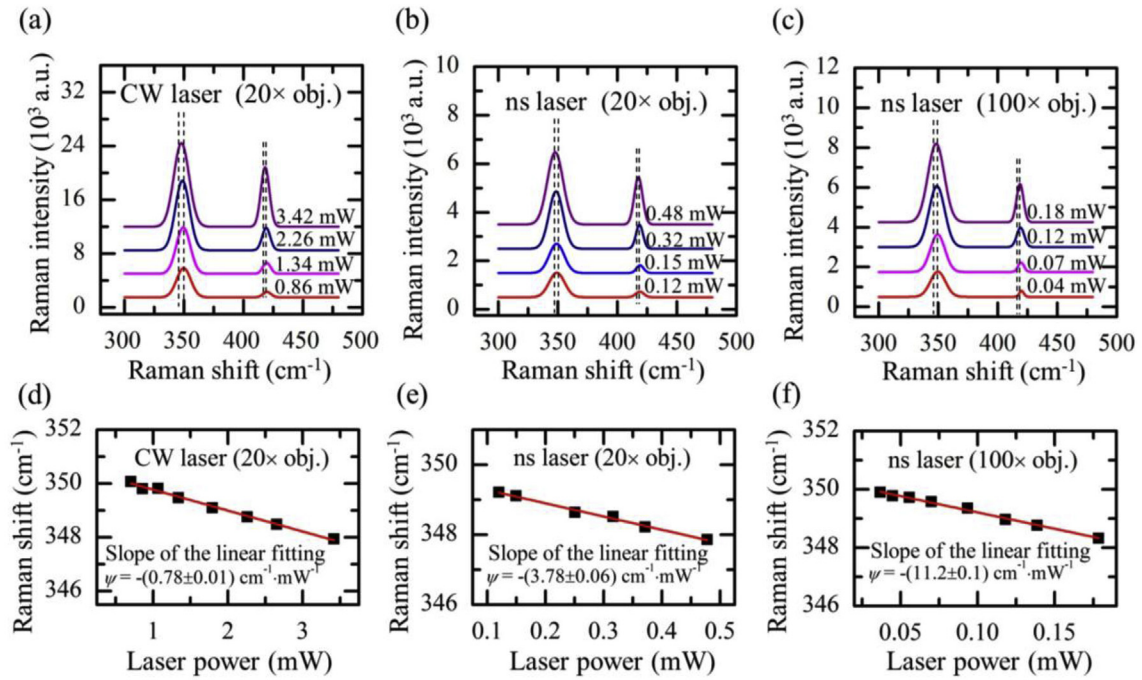 (a)
Raman intensity (10³ a.u.)
32
24
16
8
0
CW laser (20× obj.)
3.42 mW
2.26 mW
1.34 mW
0.86 mW
300 350 400 450 500
Raman shift (cm⁻¹)
(b)
Raman intensity (10³ a.u.)
10
8
6
4
2
0
ns laser (20× obj.)
0.48 mW
0.32 mW
0.15 mW
0.12 mW
300 350 400 450 500
Raman shift (cm⁻¹)
(c)
Raman intensity (10³ a.u.)
12
10
8
6
4
2
0
ns laser (100× obj.)
0.18 mW
0.12 mW
0.07 mW
0.04 mW
300 350 400 450 500
Raman shift (cm⁻¹)
(d)
Raman shift (cm⁻¹)
352
350
348
346
CW laser (20× obj.)
Slope of the linear fitting
ψ = -(0.78±0.01) cm⁻¹·mW⁻¹
1 2 3
Laser power (mW)
(e)
Raman shift (cm⁻¹)
350
348
346
ns laser (20× obj.)
Slope of the linear fitting
ψ = -(3.78±0.06) cm⁻¹·mW⁻¹
0.1 0.2 0.3 0.4 0.5
Laser power (mW)
(f)
Raman shift (cm⁻¹)
352
350
348
346
ns laser (100× obj.)
Slope of the linear fitting
ψ = -(11.2±0.1) cm⁻¹·mW⁻¹
0.05 0.10 0.15
Laser power (mW)